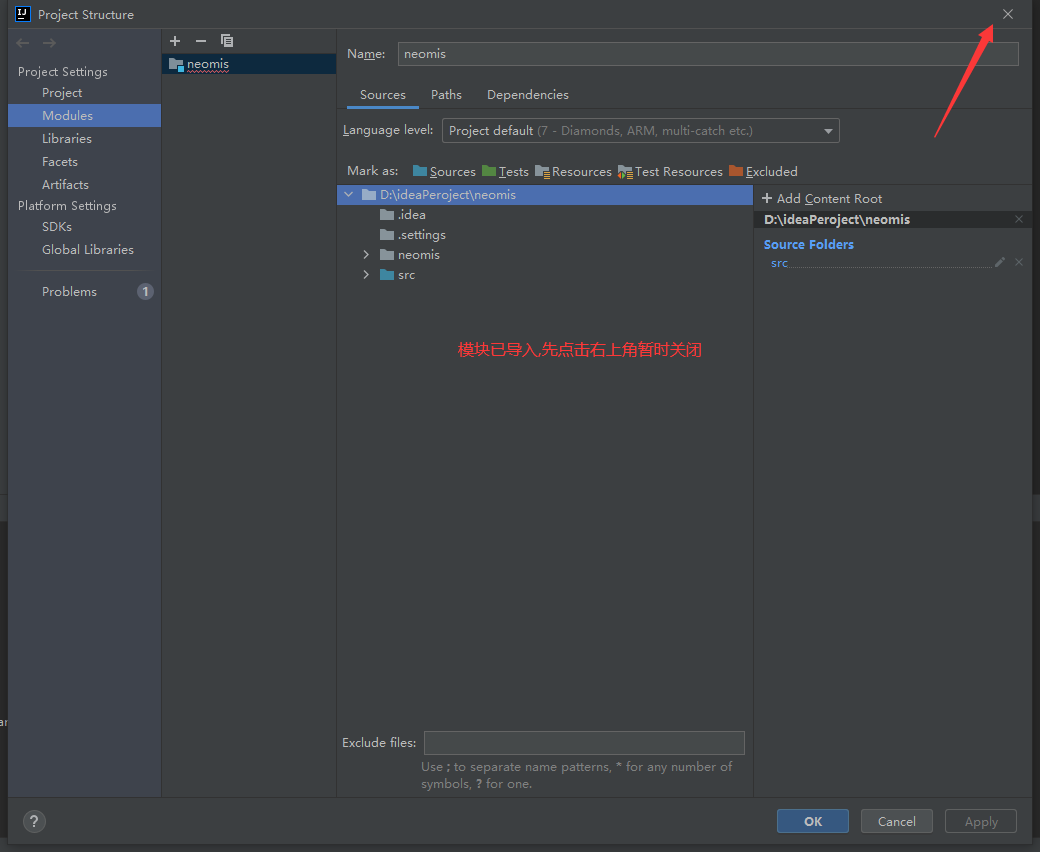 Project Structure
Project Settings
Project
Modules
Libraries
Facets
Artifacts
Platform Settings
SDKs
Global Libraries
Problems 1
neomis
Name: neomis
Sources Paths Dependencies
Language level: Project default (7 - Diamonds, ARM, multi-catch etc.)
Mark as: Sources Tests Resources Test Resources Excluded
D:\ideaPeroject\neomis
.idea
.settings
neomis
src
+ Add Content Root
D:\ideaPeroject\neomis
Source Folders
src
模块已导入,先点击右上角暂时关闭
Exclude files:
Use ; to separate name patterns, * for any number of
symbols, ? for one.
? OK Cancel Apply